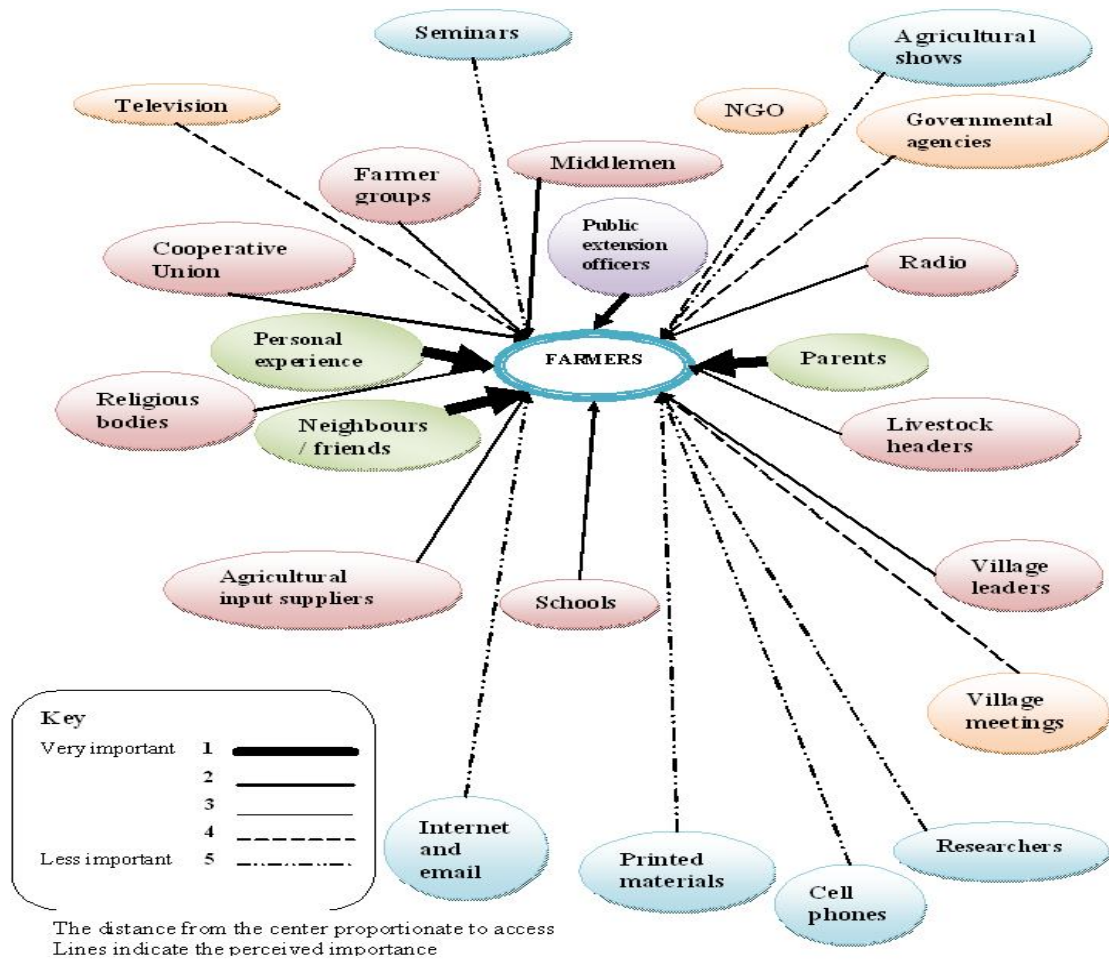 Seminars
Agricultural
shows
Television
NGO
Governmental
agencies
Middlemen
Farmer
groups
Public
extension
officers
Cooperative
Union
Radio
Personal
experience
FARMERS
Parents
Religious
bodies
Neighbours
/ friends
Livestock
headers
Agricultural
input suppliers
Schools
Village
leaders
Village
meetings
Key
Very important 1
2
3
4
Less important 5
Internet
and
email
Printed
materials
Cell
phones
Researchers
The distance from the center proportionate to access
Lines indicate the perceived importance